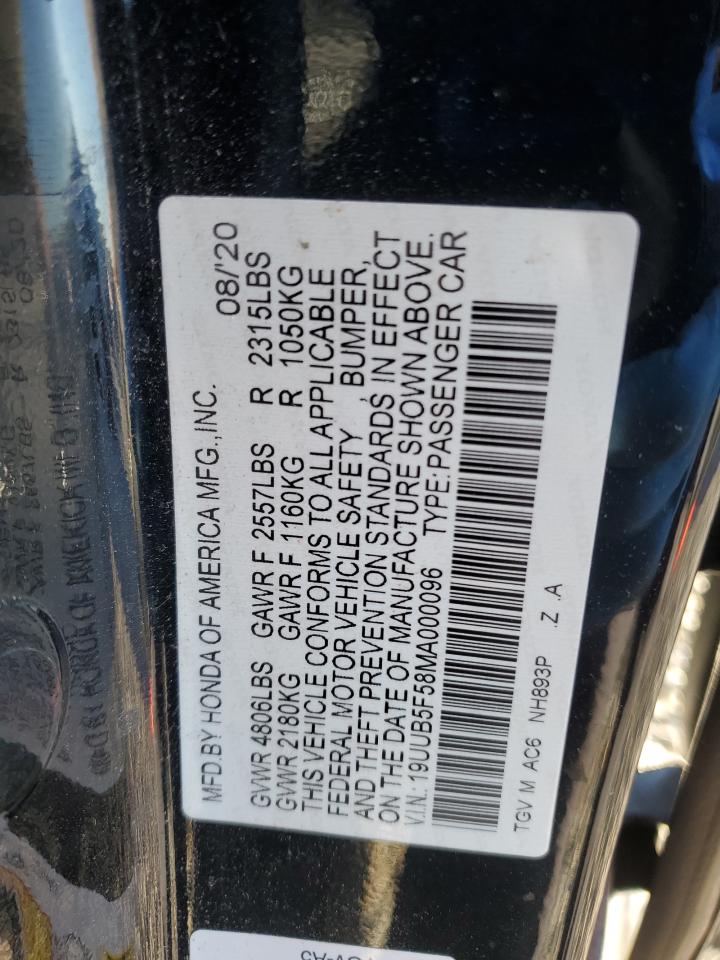 MFD.BY HONDA OF AMERICA MFG.,INC. 08/'20
GVWR 4806LBS GAWR F 2557LBS R 2315LBS
GVWR 2180KG GAWR F 1160KG R 1050KG
THIS VEHICLE CONFORMS TO ALL APPLICABLE
FEDERAL MOTOR VEHICLE SAFETY , BUMPER,
AND THEFT PREVENTION STANDARDS IN EFFECT
ON THE DATE OF MANUFACTURE SHOWN ABOVE.
V.I.N.: 19UUB5F58MA000096 TYPE:PASSENGER CAR
TGV M AC6 NH893P .Z .A